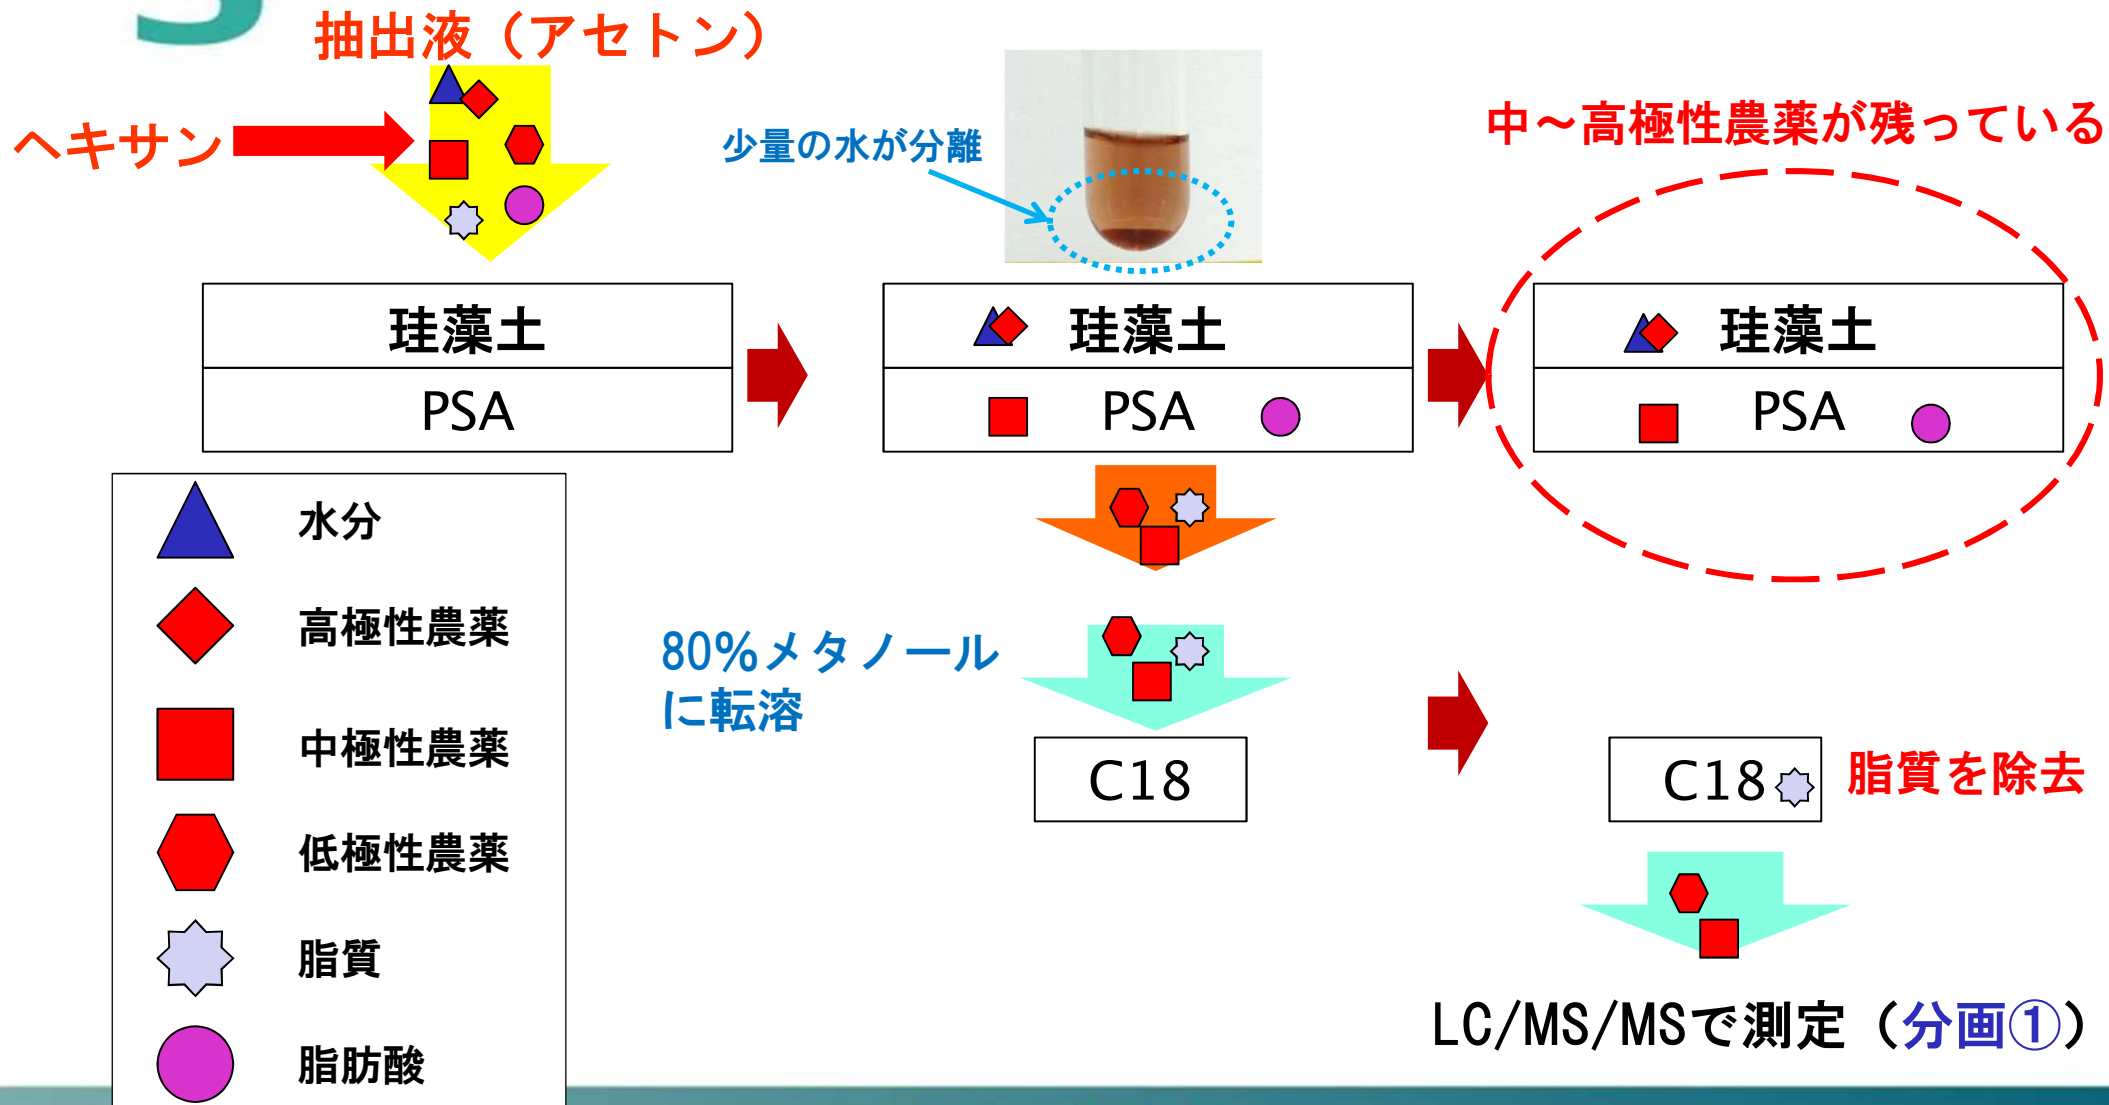 抽出液（アセトン）
ヘキサン
少量の水が分離
中～高極性農薬が残っている
珪藻土
PSA
珪藻土
PSA
珪藻土
PSA
水分
高極性農薬
中極性農薬
低極性農薬
脂質
脂肪酸
80%メタノール
に転溶
C18
C18
脂質を除去
LC/MS/MSで測定（分画①）